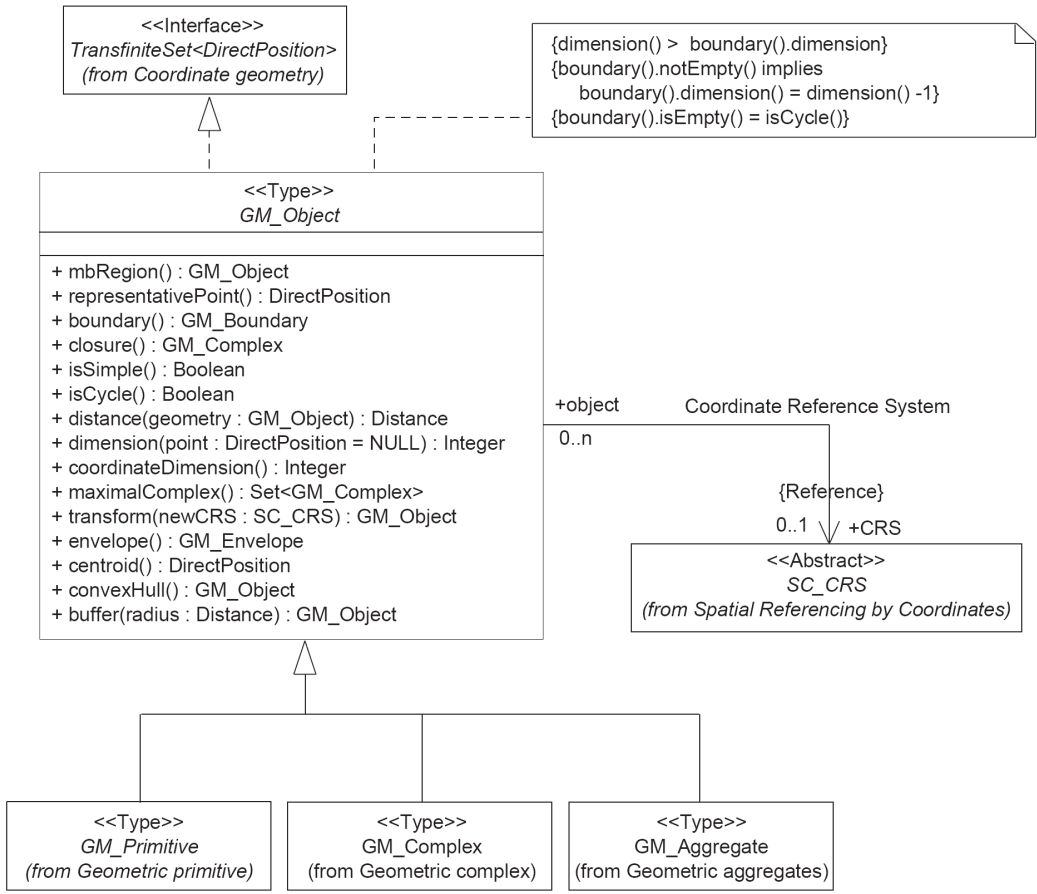 <<Interface>>
TransfiniteSet<DirectPosition>
(from Coordinate geometry)
{dimension() > boundary().dimension}
{boundary().notEmpty() implies
boundary().dimension() = dimension() -1}
{boundary().isEmpty() = isCycle()}
<<Type>>
GM_Object
+ mbRegion() : GM_Object
+ representativePoint() : DirectPosition
+ boundary() : GM_Boundary
+ closure() : GM_Complex
+ isSimple() : Boolean
+ isCycle() : Boolean
+ distance(geometry : GM_Object) : Distance
+ dimension(point : DirectPosition = NULL) : Integer
+ coordinateDimension() : Integer
+ maximalComplex() : Set<GM_Complex>
+ transform(newCRS : SC_CRS) : GM_Object
+ envelope() : GM_Envelope
+ centroid() : DirectPosition
+ convexHull() : GM_Object
+ buffer(radius : Distance) : GM_Object
+object
Coordinate Reference System
0..n
{Reference}
0..1
+CRS
<<Abstract>>
SC_CRS
(from Spatial Referencing by Coordinates)
<<Type>>
GM_Primitive
(from Geometric primitive)
<<Type>>
GM_Complex
(from Geometric complex)
<<Type>>
GM_Aggregate
(from Geometric aggregates)